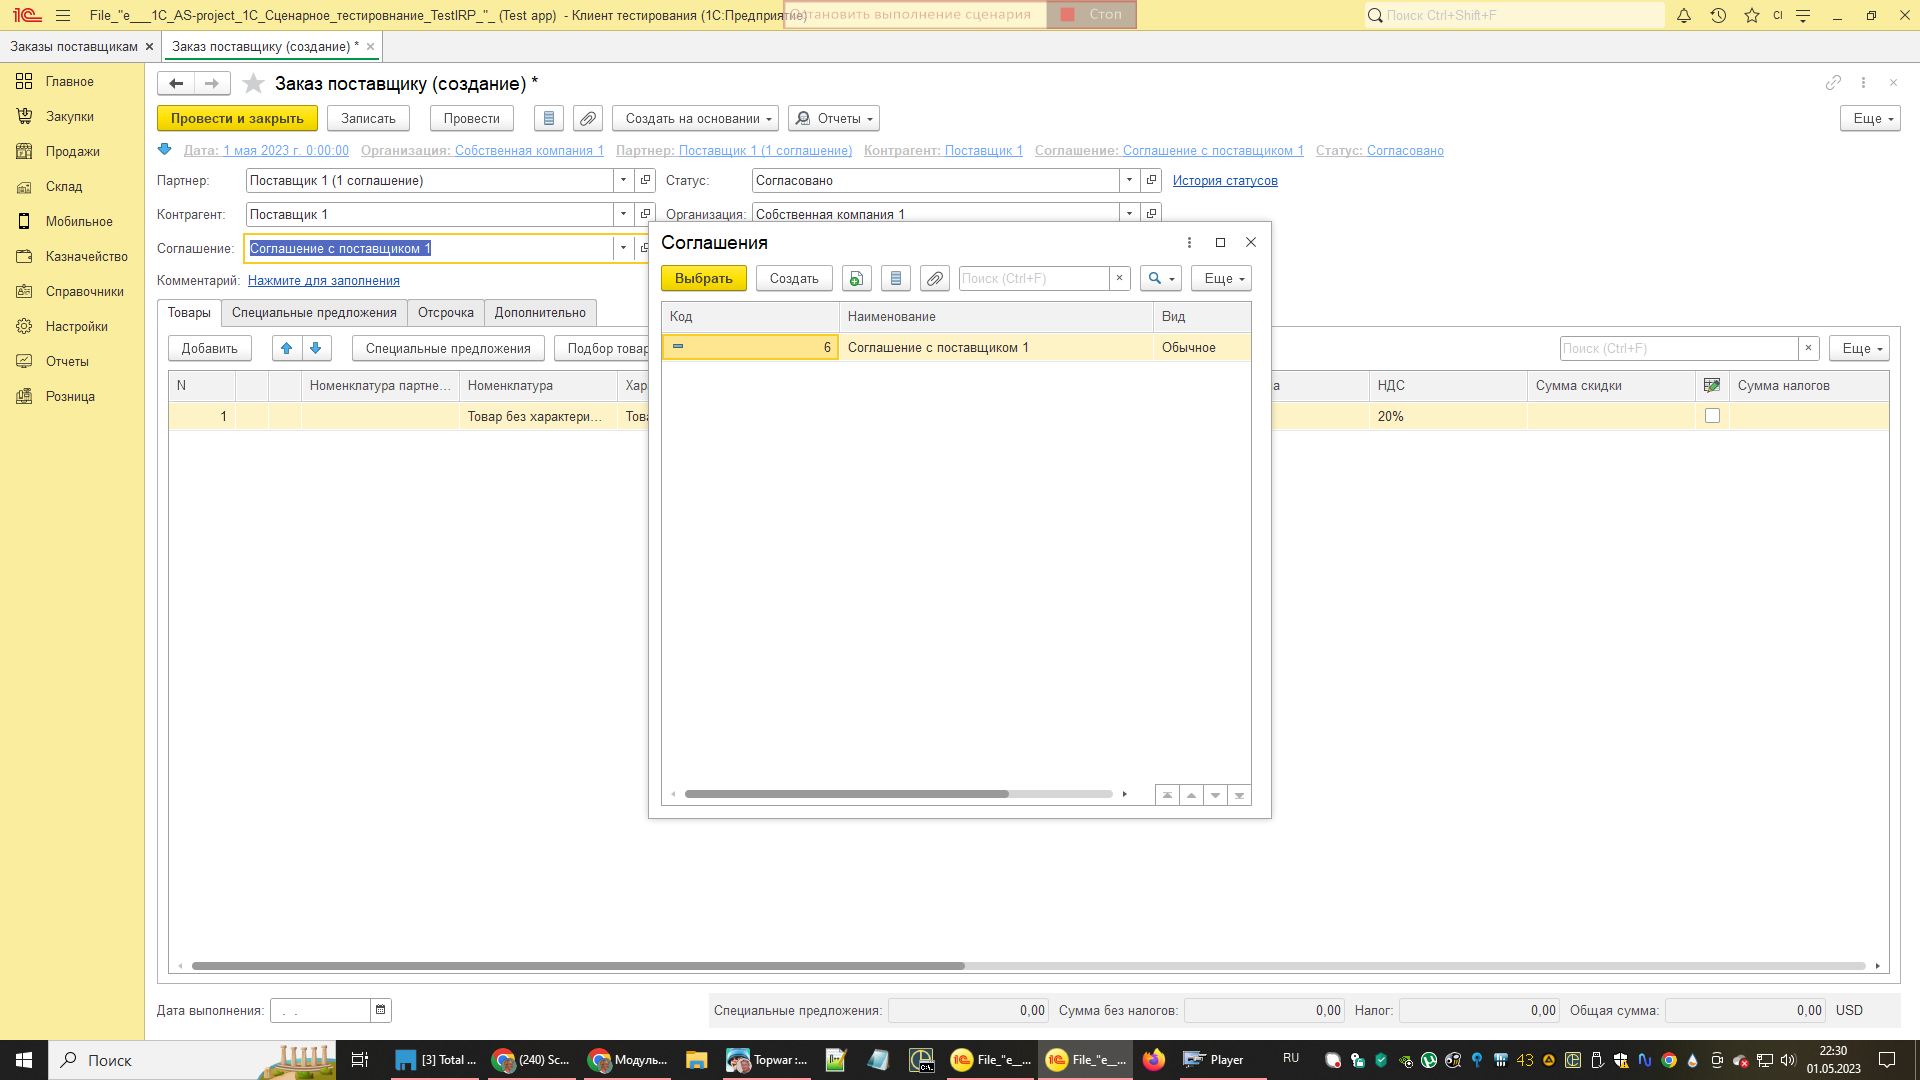 File_"e___1C_AS-project_1С_Сценарное_тестировнание_TestIRP_"_ (Test app) - Клиент тестирования (1С:Предприятие)
становить выполнение сценария
Стоп
Поиск Ctrl+Shift+F
CI
Заказы поставщикам
Заказ поставщику (создание) *
Главное
Закупки
Продажи
Склад
Мобильное
Казначейство
Справочники
Настройки
Отчеты
Розница
Заказ поставщику (создание) *
Провести и закрыть
Записать
Провести
Создать на основании
Отчеты
Еще
Дата: 1 мая 2023 г. 0:00:00 Организация: Собственная компания 1 Партнер: Поставщик 1 (1 соглашение) Контрагент: Поставщик 1 Соглашение: Соглашение с поставщиком 1 Статус: Согласовано
Партнер: Поставщик 1 (1 соглашение) Статус: Согласовано История статусов
Контрагент: Поставщик 1 Организация: Собственная компания 1
Соглашение: Соглашение с поставщиком 1
Комментарий: Нажмите для заполнения
Товары Специальные предложения Отсрочка Дополнительно
Добавить Специальные предложения Подбор товар Поиск (Ctrl+F) × Еще
N Номенклатура партне... Номенклатура Хар а НДС Сумма скидки Сумма налогов
1 Товар без характери... Това 20%
Соглашения
Выбрать Создать Поиск (Ctrl+F) × Еще
Код Наименование Вид
6 Соглашение с поставщиком 1 Обычное
Дата выполнения: . . Специальные предложения: 0,00 Сумма без налогов: 0,00 Налог: 0,00 Общая сумма: 0,00 USD
Поиск
[3] Total ...
(240) Sc...
Модуль...
Topwar :...
File_"e__...
File_"e__...
Player
RU
43
22:30
01.05.2023